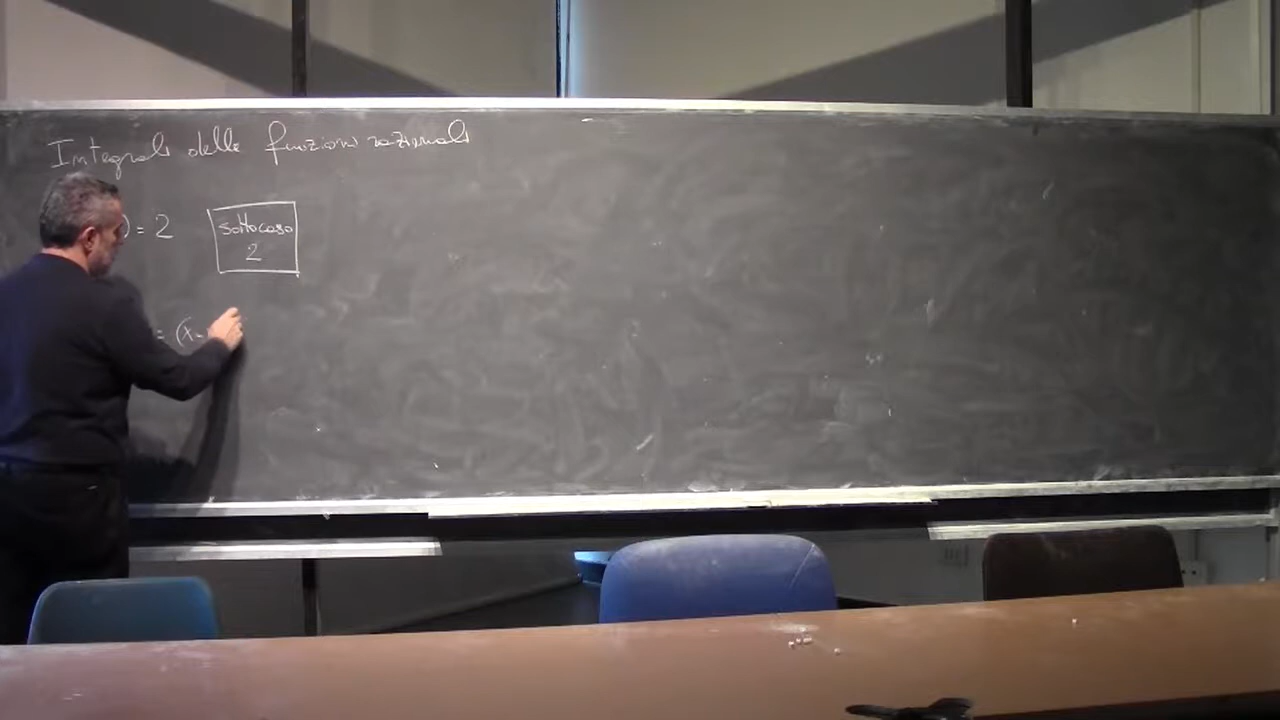 Integrali delle funzioni razionali
) = 2
sottocaso
2
= (x-